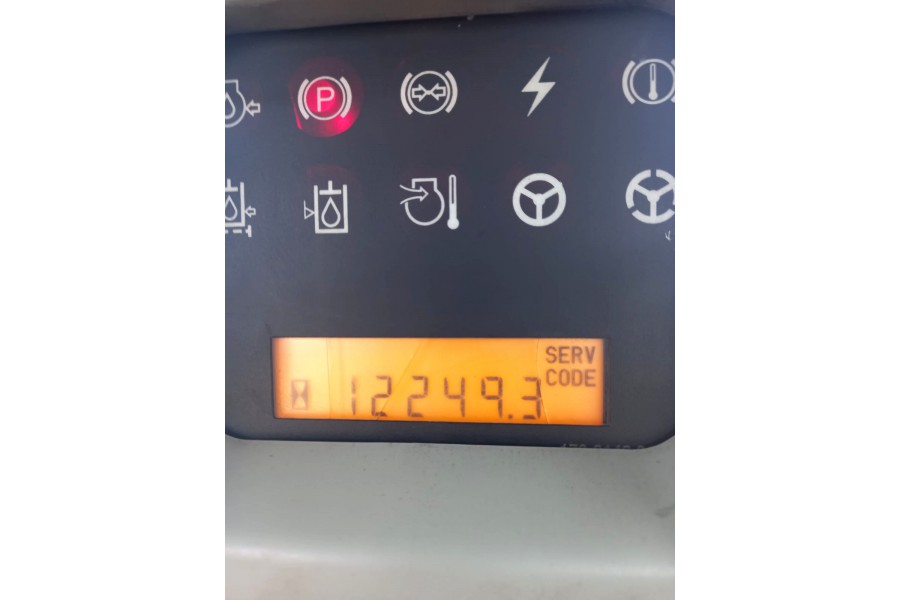 P
SERV
CODE
12249.3